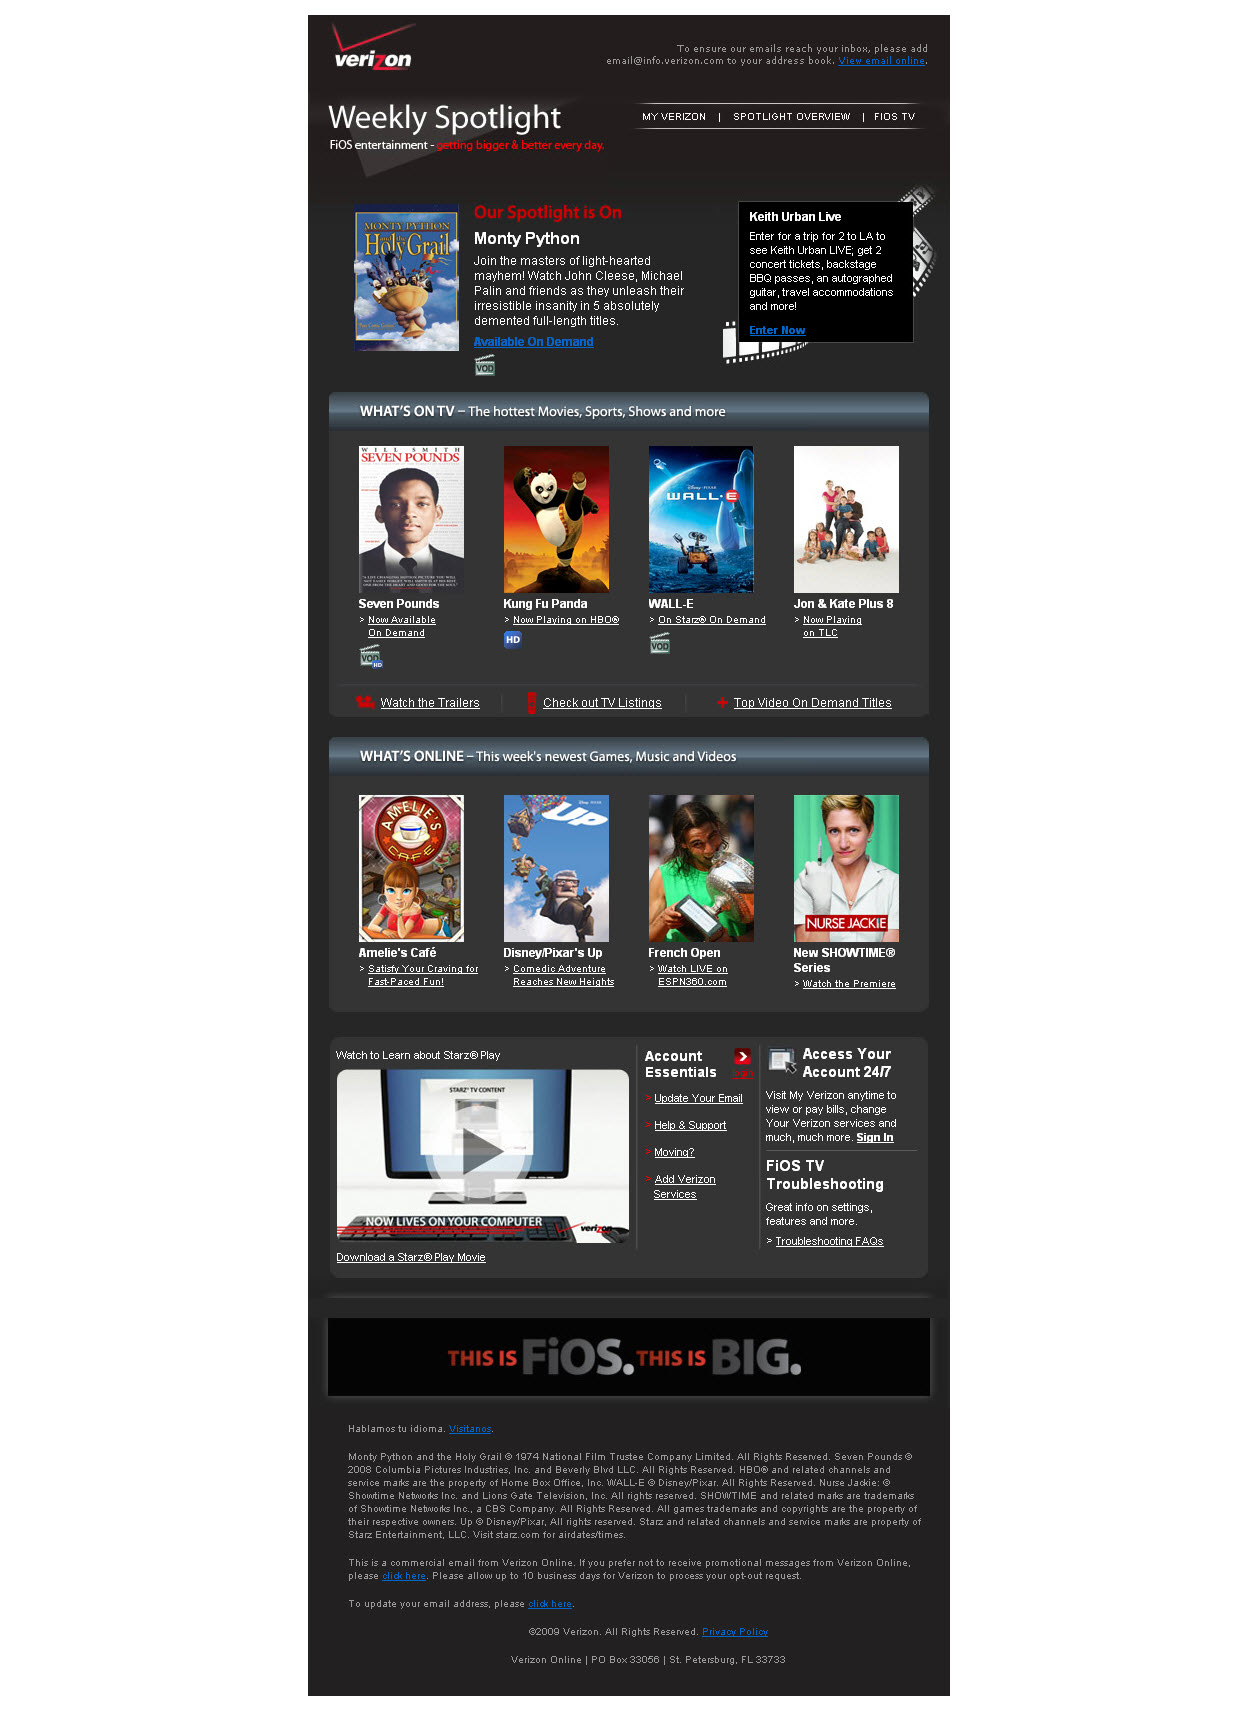 verizon
To ensure our emails reach your inbox, please add
email@info.verizon.com to your address book. View email online.
Weekly Spotlight
FiOS entertainment - getting bigger & better every day.
MY VERIZON | SPOTLIGHT OVERVIEW | FIOS TV
MONTY PYTHON
and the
Holy Grail
Our Spotlight is On
Monty Python
Join the masters of light-hearted
mayhem! Watch John Cleese, Michael
Palin and friends as they unleash their
irresistible insanity in 5 absolutely
demented full-length titles.
Available On Demand
VOD
Keith Urban Live
Enter for a trip for 2 to LA to
see Keith Urban LIVE; get 2
concert tickets, backstage
BBQ passes, an autographed
guitar, travel accommodations
and more!
Enter Now
WHAT'S ON TV – The hottest Movies, Sports, Shows and more
WILL SMITH
SEVEN POUNDS
DISNEY · PIXAR
WALL·E
Seven Pounds
> Now Available
On Demand
VOD HD
Kung Fu Panda
> Now Playing on HBO®
HD
WALL-E
> On Starz® On Demand
VOD
Jon & Kate Plus 8
> Now Playing
on TLC
Watch the Trailers
Check out TV Listings
Top Video On Demand Titles
WHAT'S ONLINE – This week's newest Games, Music and Videos
AMELIE'S
CAFÉ
UP
NURSE JACKIE
Amelie's Café
> Satisfy Your Craving for
Fast-Paced Fun!
Disney/Pixar's Up
> Comedic Adventure
Reaches New Heights
French Open
> Watch LIVE on
ESPN360.com
New SHOWTIME®
Series
> Watch the Premiere
Watch to Learn about Starz® Play
STARZ® TV CONTENT
NOW LIVES ON YOUR COMPUTER
verizon
Download a Starz® Play Movie
Account
Essentials
> Update Your Email
> Help & Support
> Moving?
> Add Verizon
Services
Access Your
Account 24/7
Visit My Verizon anytime to
view or pay bills, change
Your Verizon services and
much, much more. Sign In
FiOS TV
Troubleshooting
Great info on settings,
features and more.
> Troubleshooting FAQs
THIS IS FiOS. THIS IS BIG.
Hablamos tu idioma. Visitanos.
Monty Python and the Holy Grail © 1974 National Film Trustee Company Limited. All Rights Reserved. Seven Pounds ©
2008 Columbia Pictures Industries, Inc. and Beverly Blvd LLC. All Rights Reserved. HBO® and related channels and
service marks are the property of Home Box Office, Inc. WALL-E © Disney/Pixar. All Rights Reserved. Nurse Jackie: ©
Showtime Networks Inc. and Lions Gate Television, Inc. All rights reserved. SHOWTIME and related marks are trademarks
of Showtime Networks Inc., a CBS Company. All Rights Reserved. All games trademarks and copyrights are the property of
their respective owners. Up © Disney/Pixar, All rights reserved. Starz and related channels and service marks are property of
Starz Entertainment, LLC. Visit starz.com for airdates/times.
This is a commercial email from Verizon Online. If you prefer not to receive promotional messages from Verizon Online,
please click here. Please allow up to 10 business days for Verizon to process your opt-out request.
To update your email address, please click here.
©2009 Verizon. All Rights Reserved. Privacy Policy
Verizon Online | PO Box 33056 | St. Petersburg, FL 33733